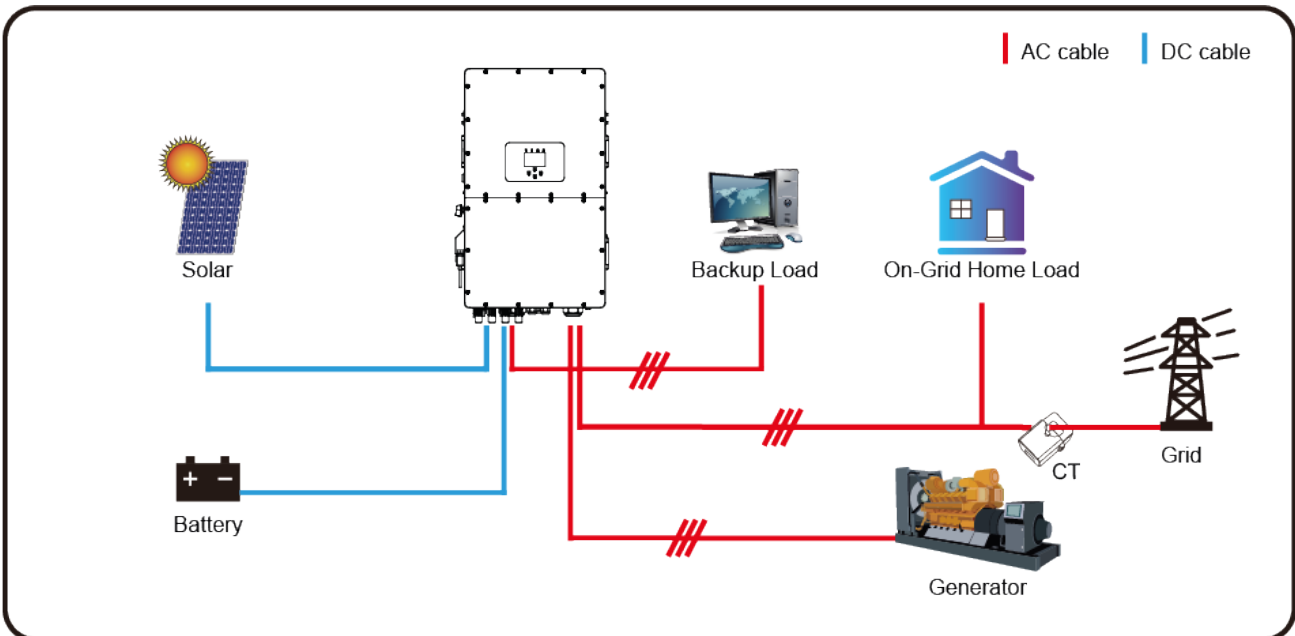 AC cable
DC cable
Solar
Backup Load
On-Grid Home Load
CT
Grid
+ −
Battery
Generator